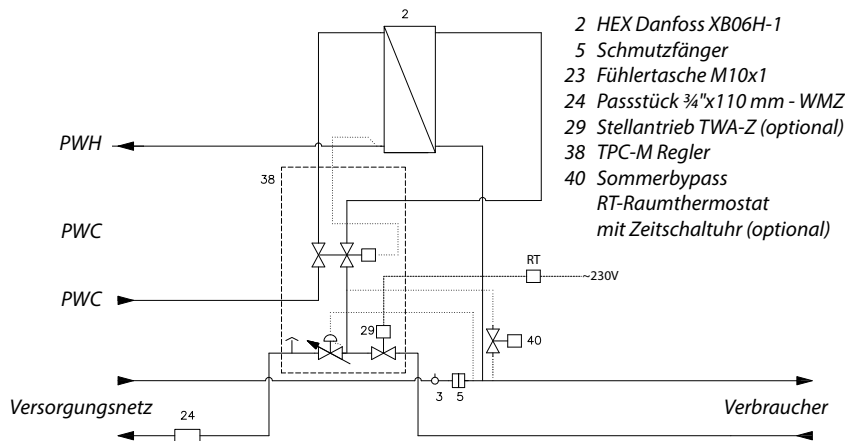 2
2 HEX Danfoss XB06H-1
5 Schmutzfänger
23 Fühlertasche M10x1
24 Passstück ¾"x110 mm - WMZ
29 Stellantrieb TWA-Z (optional)
38 TPC-M Regler
40 Sommerbypass
RT-Raumthermostat
mit Zeitschaltuhr (optional)
PWH
38
PWC
RT
~230V
PWC
29
40
3 5
Versorgungsnetz
Verbraucher
24